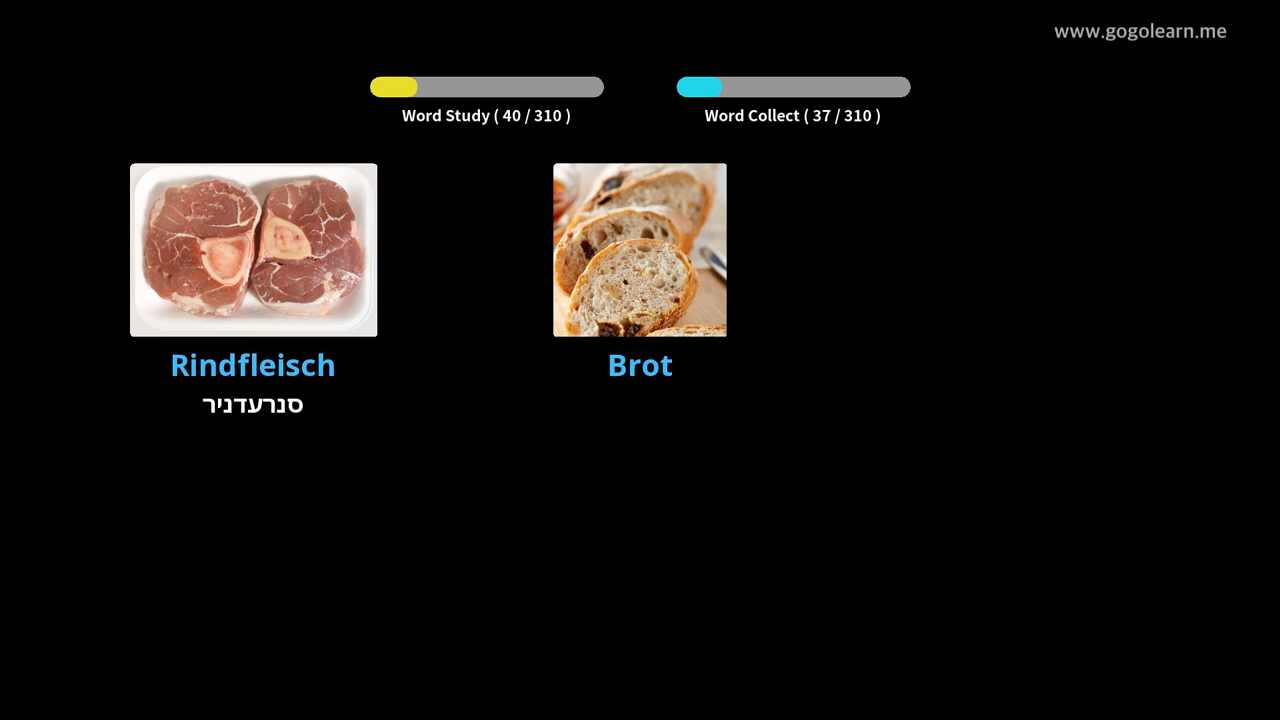 www.gogolearn.me
Word Study ( 40 / 310 )
Word Collect ( 37 / 310 )
Rindfleisch
סנרעדניר
Brot